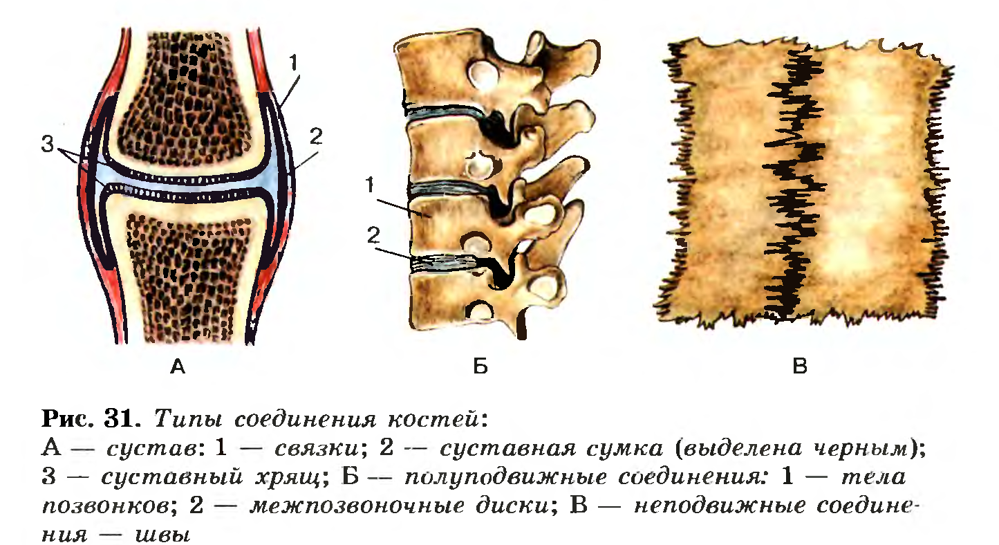 1
2
3
1
2
А
Б
В
Рис. 31. Типы соединения костей:
А — сустав: 1 — связки; 2 — суставная сумка (выделена черным);
3 — суставный хрящ; Б — полуподвижные соединения: 1 — тела
позвонков; 2 — межпозвоночные диски; В — неподвижные соедине-
ния — швы